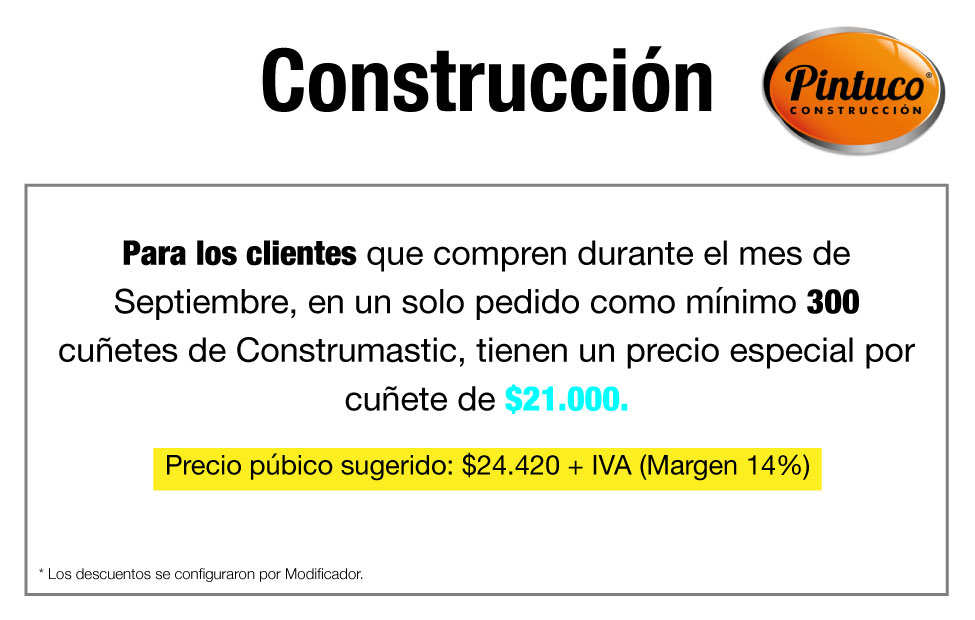 Construcción
Pintuco®
CONSTRUCCIÓN
Para los clientes que compren durante el mes de
Septiembre, en un solo pedido como mínimo 300
cuñetes de Construmastic, tienen un precio especial por
cuñete de $21.000.
Precio púbico sugerido: $24.420 + IVA (Margen 14%)
* Los descuentos se configuraron por Modificador.